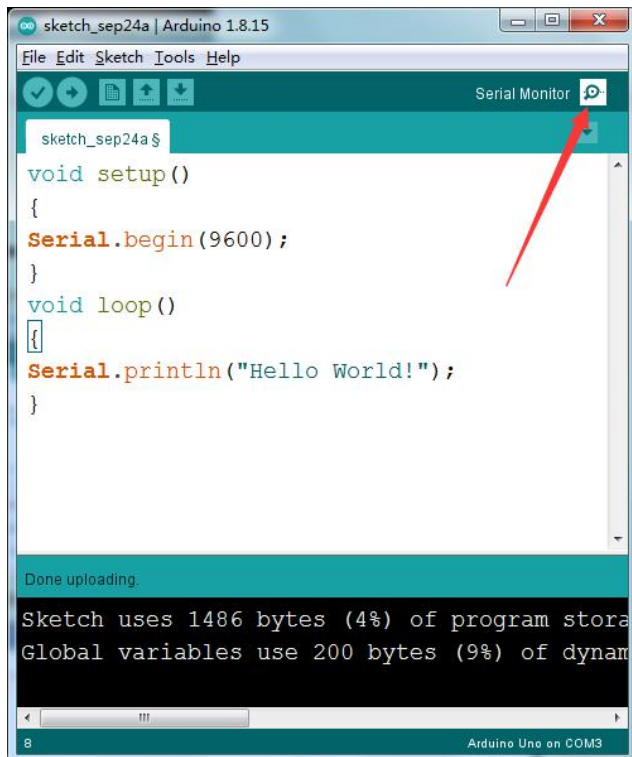 sketch_sep24a | Arduino 1.8.15
File Edit Sketch Tools Help
Serial Monitor
sketch_sep24a §
void setup()
{
Serial.begin(9600);
}
void loop()
{
Serial.println("Hello World!");
}
Done uploading.
Sketch uses 1486 bytes (4%) of program stora
Global variables use 200 bytes (9%) of dynam
8
Arduino Uno on COM3